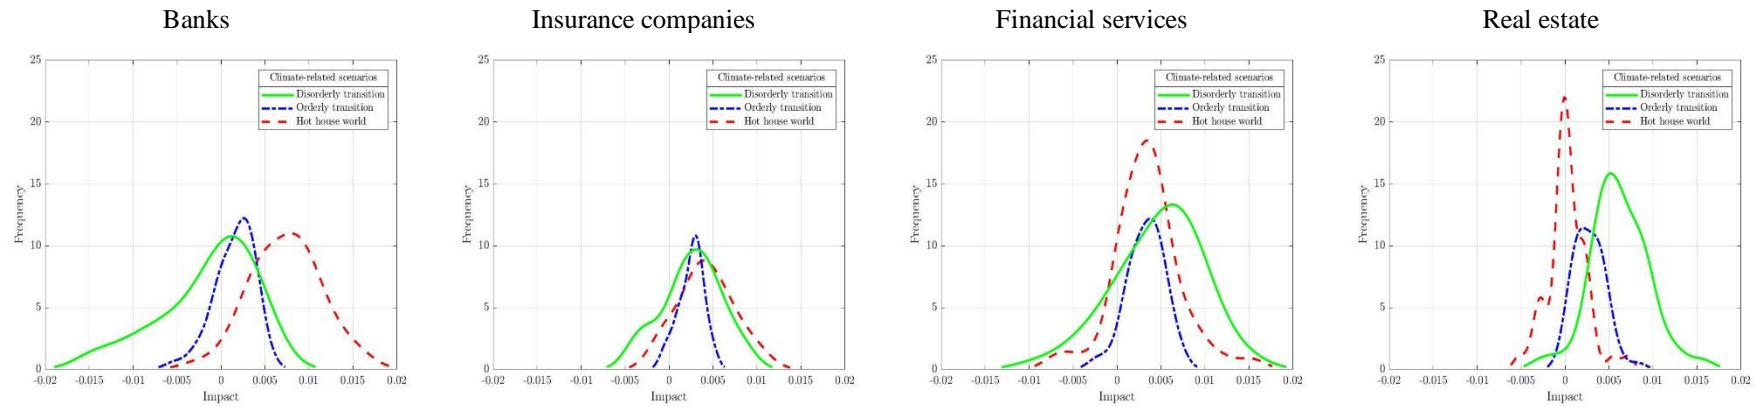 Banks
Insurance companies
Financial services
Real estate
25
20
15
10
5
0
Frequency
-0.02 -0.015 -0.01 -0.005 0 0.005 0.01 0.015 0.02
Impact
Climate-related scenarios
Disorderly transition
Orderly transition
Hot house world
25
20
15
10
5
0
Frequency
-0.02 -0.015 -0.01 -0.005 0 0.005 0.01 0.015 0.02
Impact
Climate-related scenarios
Disorderly transition
Orderly transition
Hot house world
25
20
15
10
5
0
Frequency
-0.02 -0.015 -0.01 -0.005 0 0.005 0.01 0.015 0.02
Impact
Climate-related scenarios
Disorderly transition
Orderly transition
Hot house world
25
20
15
10
5
0
Frequency
-0.02 -0.015 -0.01 -0.005 0 0.005 0.01 0.015 0.02
Impact
Climate-related scenarios
Disorderly transition
Orderly transition
Hot house world